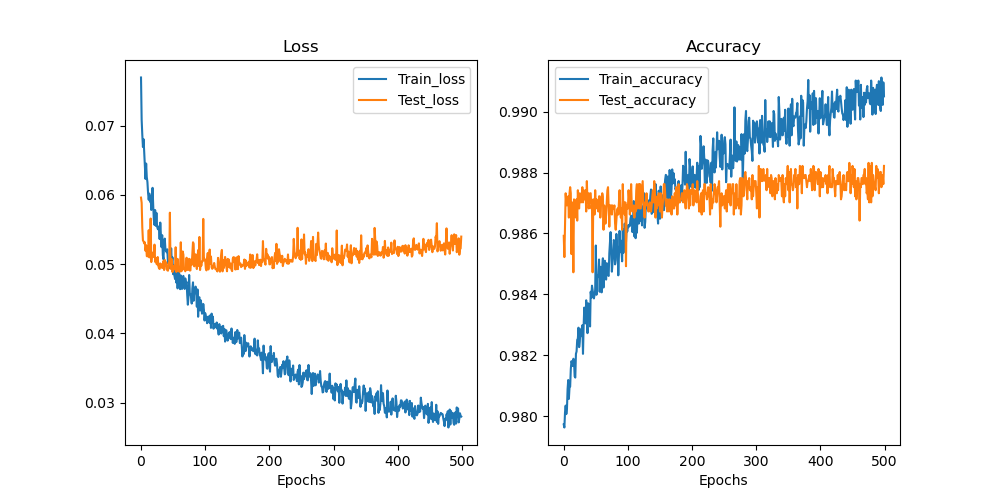 Loss
Train_loss
Test_loss
0.07
0.06
0.05
0.04
0.03
0 100 200 300 400 500
Epochs
Accuracy
Train_accuracy
Test_accuracy
0.990
0.988
0.986
0.984
0.982
0.980
0 100 200 300 400 500
Epochs